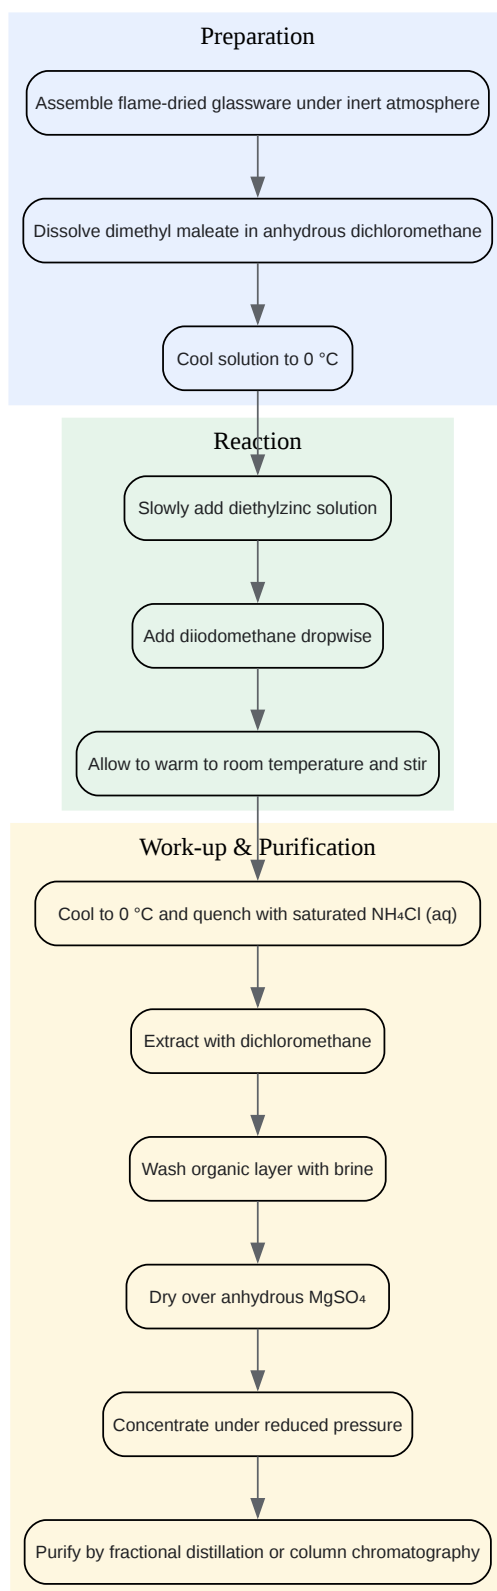 Preparation
Assemble flame-dried glassware under inert atmosphere
Dissolve dimethyl maleate in anhydrous dichloromethane
Cool solution to 0 °C
Reaction
Slowly add diethylzinc solution
Add diiodomethane dropwise
Allow to warm to room temperature and stir
Work-up & Purification
Cool to 0 °C and quench with saturated NH₄Cl (aq)
Extract with dichloromethane
Wash organic layer with brine
Dry over anhydrous MgSO₄
Concentrate under reduced pressure
Purify by fractional distillation or column chromatography